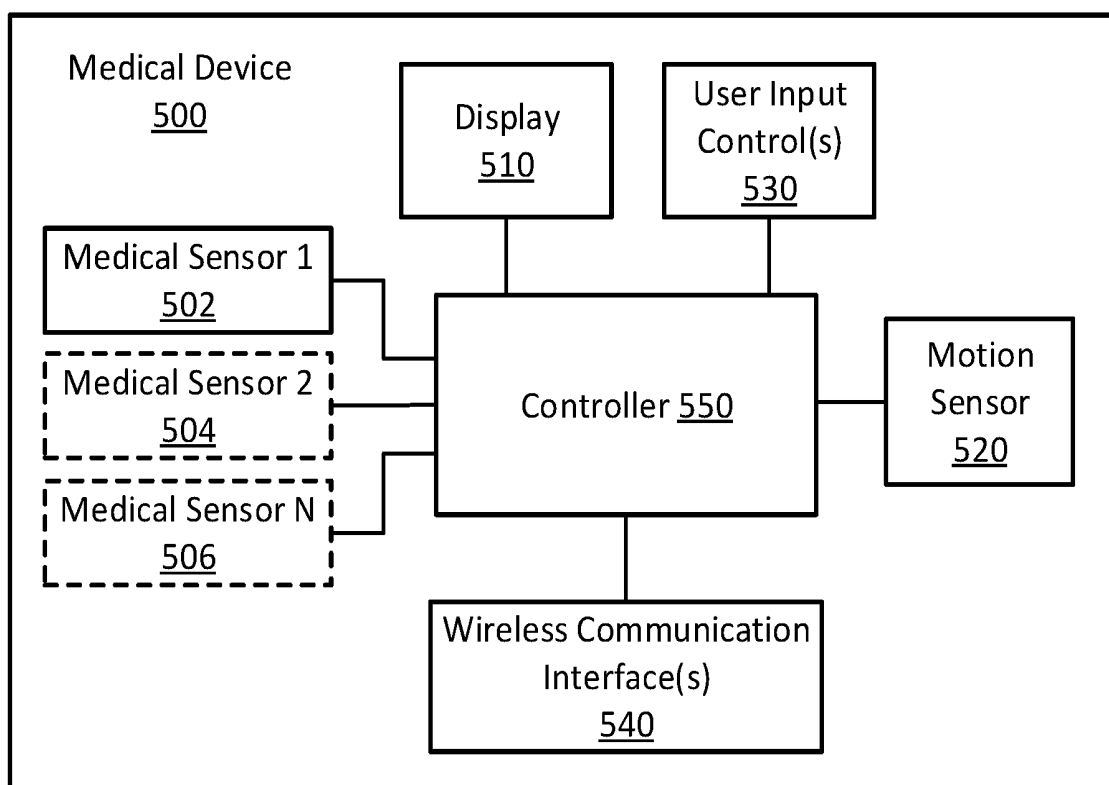 Medical Device
500
Display
510
User Input
Control(s)
530
Medical Sensor 1
502
Medical Sensor 2
504
Medical Sensor N
506
Controller 550
Motion
Sensor
520
Wireless Communication
Interface(s)
540